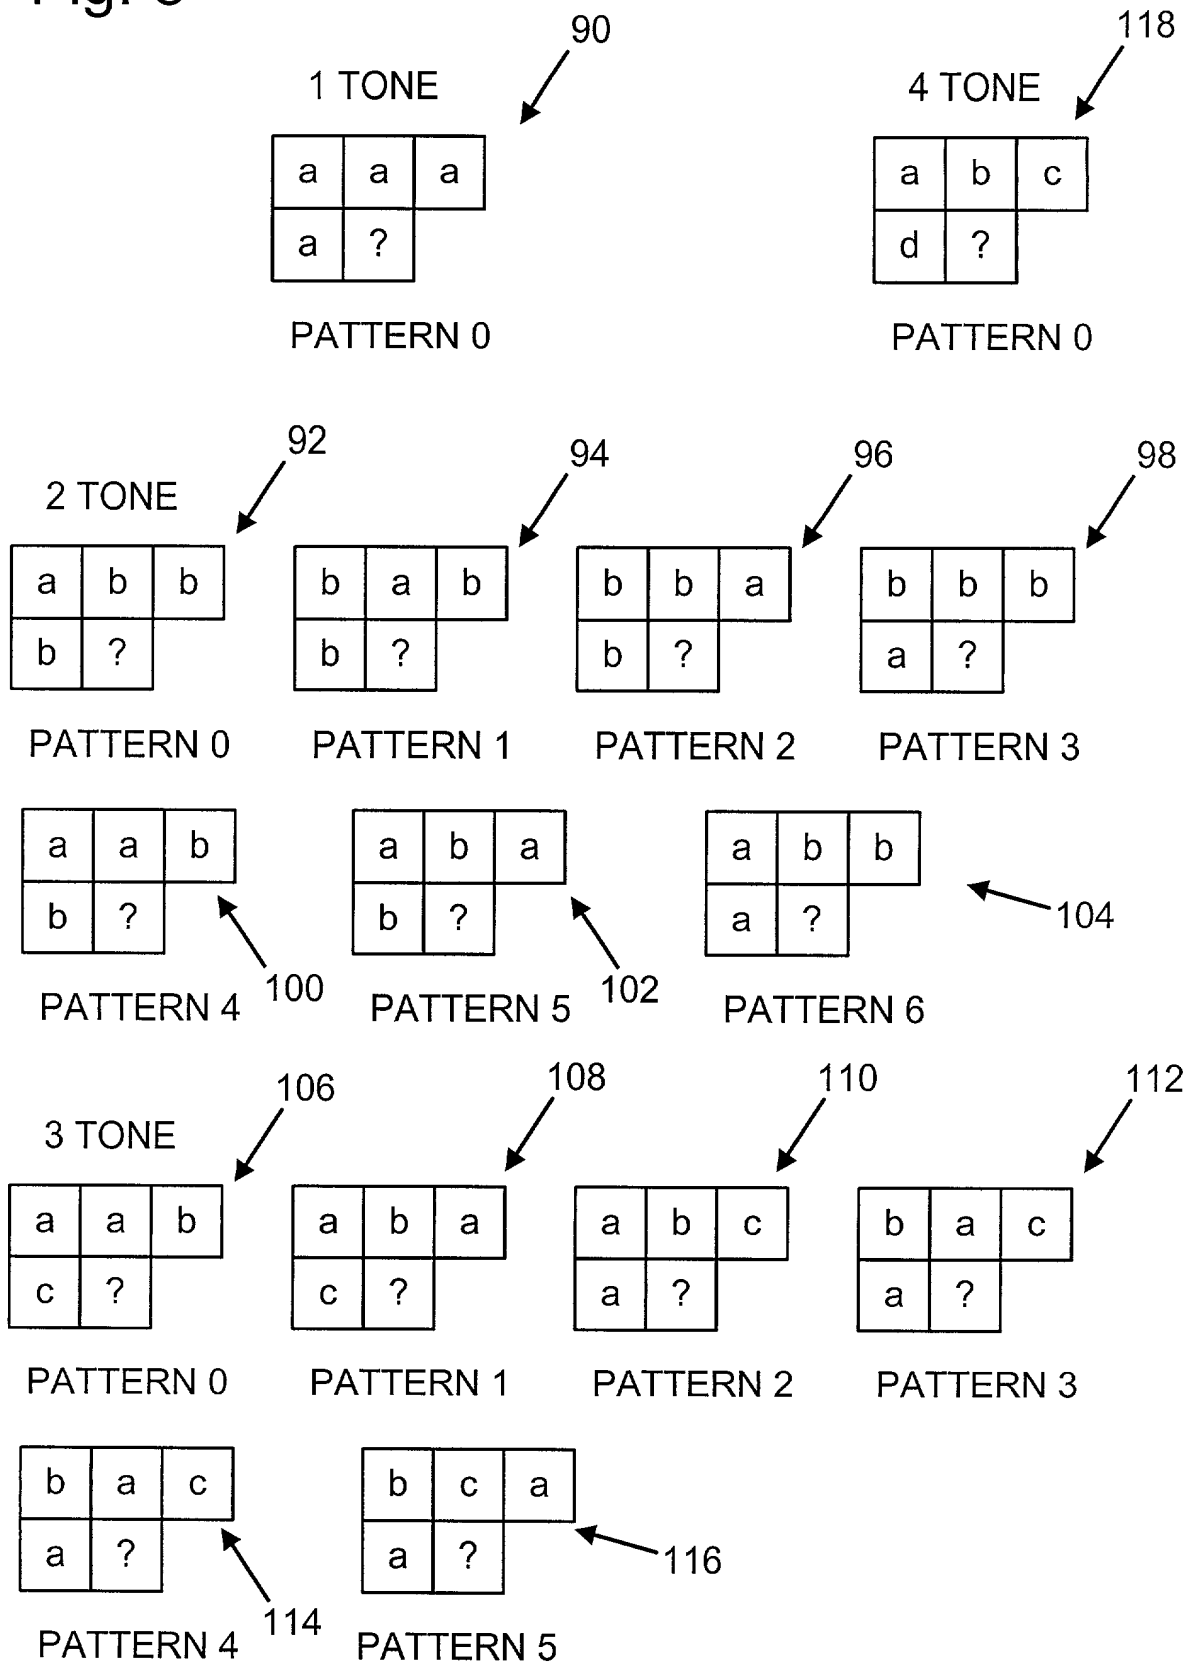 90
118
1 TONE
4 TONE
a a a
a ?
a b c
d ?
PATTERN 0
PATTERN 0
92
94
96
98
2 TONE
a b b
b ?
b a b
b ?
b b a
b ?
b b b
a ?
PATTERN 0
PATTERN 1
PATTERN 2
PATTERN 3
a a b
b ?
a b a
b ?
a b b
a ?
100
102
104
PATTERN 4
PATTERN 5
PATTERN 6
106
108
110
112
3 TONE
a a b
c ?
a b a
c ?
a b c
a ?
b a c
a ?
PATTERN 0
PATTERN 1
PATTERN 2
PATTERN 3
b a c
a ?
b c a
a ?
114
116
PATTERN 4
PATTERN 5